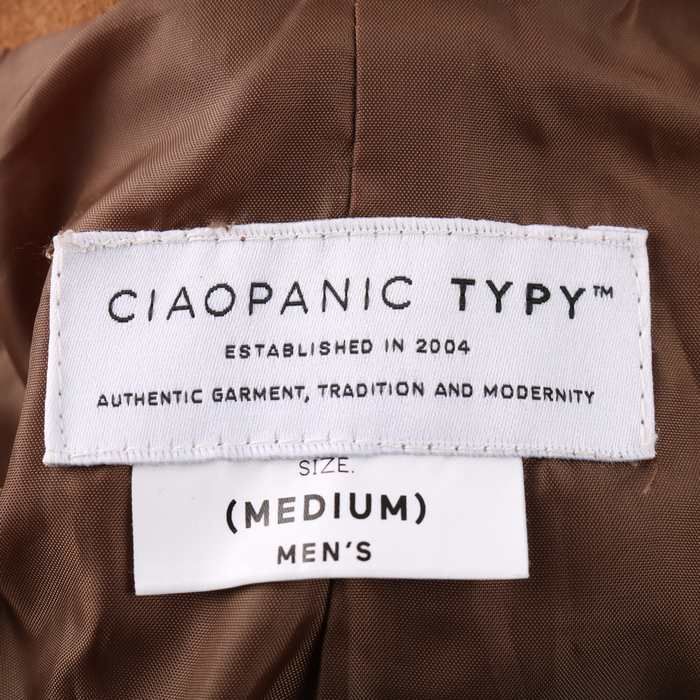 CIAOPANIC TYPY™
ESTABLISHED IN 2004
AUTHENTIC GARMENT, TRADITION AND MODERNITY
SIZE.
(MEDIUM)
MEN'S